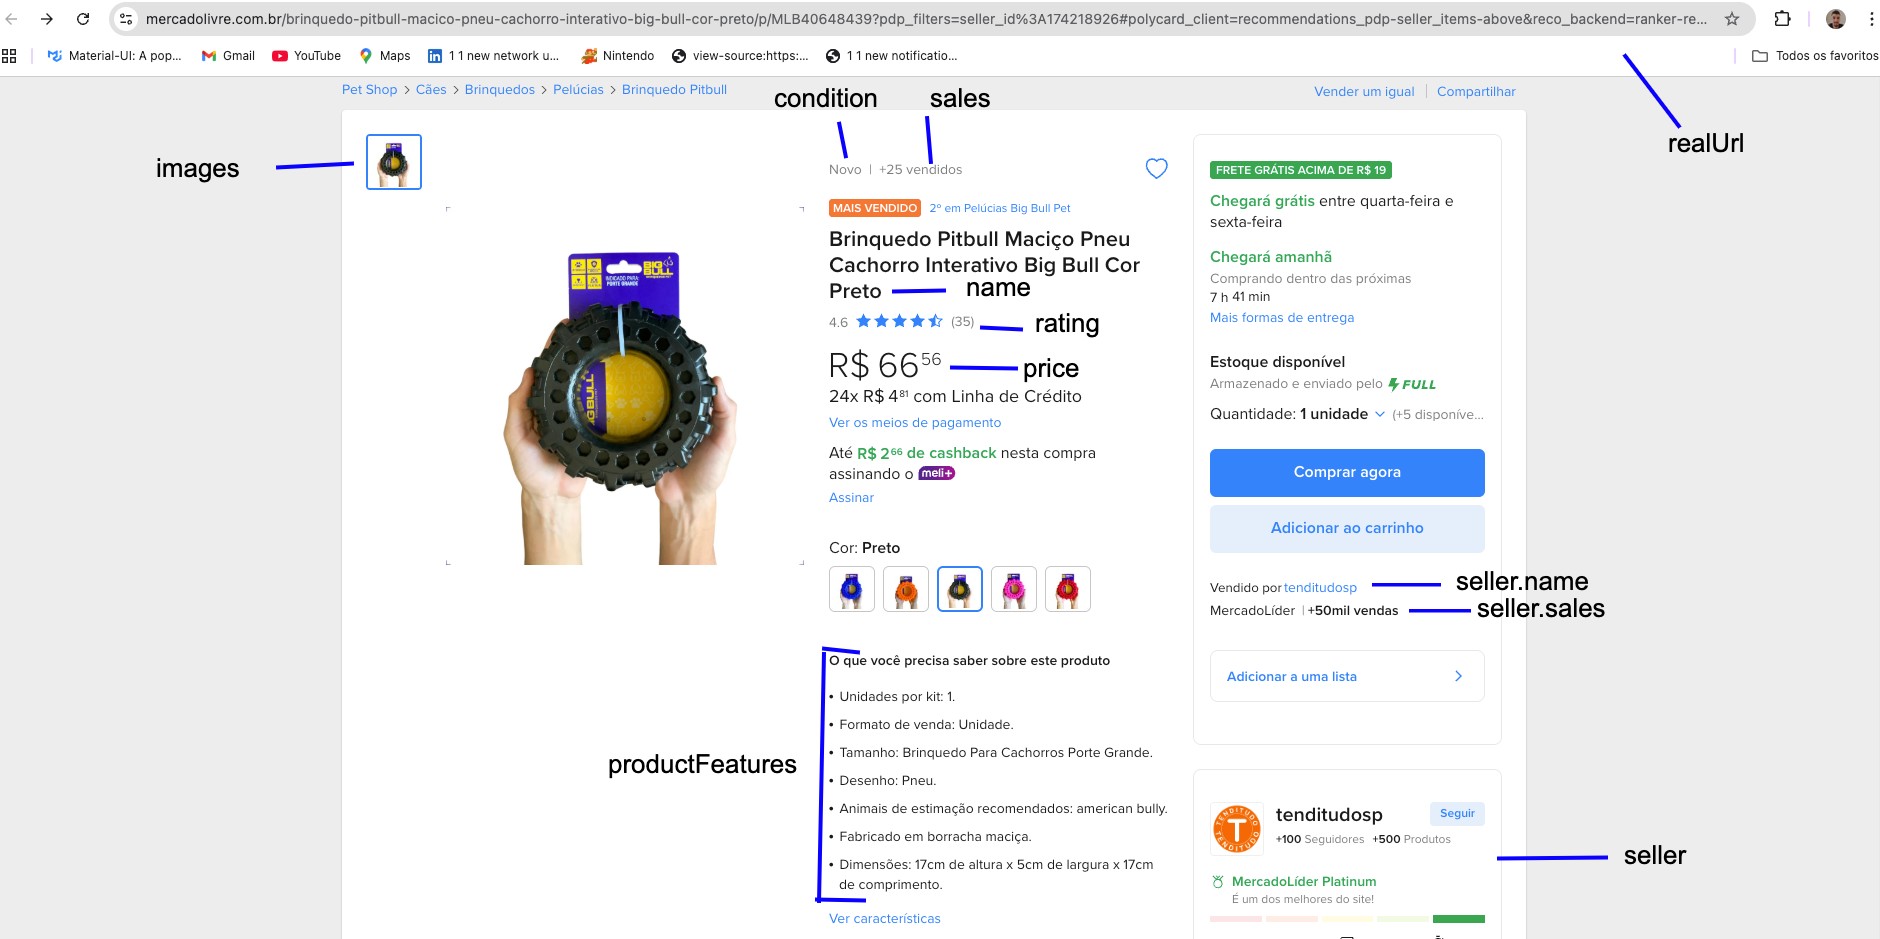 mercadolivre.com.br/brinquedo-pitbull-macico-pneu-cachorro-interativo-big-bull-cor-preto/p/MLB40648439?pdp_filters=seller_id%3A174218926#polycard_client=recommendations_pdp-seller_items-above&reco_backend=ranker-re...
Material-UI: A pop... Gmail YouTube Maps 1 1 new network u... Nintendo view-source:https:... 1 1 new notificatio... Todos os favoritos
Pet Shop > Cães > Brinquedos > Pelúcias > Brinquedo Pitbull
Vender um igual | Compartilhar
condition
sales
realUrl
images
Novo | +25 vendidos
MAIS VENDIDO 2º em Pelúcias Big Bull Pet
Brinquedo Pitbull Maciço Pneu
Cachorro Interativo Big Bull Cor
Preto
name
4.6 (35)
rating
R$ 66 56
price
24x R$ 4 81 com Linha de Crédito
Ver os meios de pagamento
Até R$ 2 66 de cashback nesta compra
assinando o meli+
Assinar
BIG BULL
INDICADO PARA:
PORTE GRANDE
BIGBULL
Cor: Preto
productFeatures
O que você precisa saber sobre este produto
• Unidades por kit: 1.
• Formato de venda: Unidade.
• Tamanho: Brinquedo Para Cachorros Porte Grande.
• Desenho: Pneu.
• Animais de estimação recomendados: american bully.
• Fabricado em borracha maciça.
• Dimensões: 17cm de altura x 5cm de largura x 17cm
de comprimento.
Ver características
FRETE GRÁTIS ACIMA DE R$ 19
Chegará grátis entre quarta-feira e
sexta-feira
Chegará amanhã
Comprando dentro das próximas
7 h 41 min
Mais formas de entrega
Estoque disponível
Armazenado e enviado pelo FULL
Quantidade: 1 unidade (+5 disponíve...
Comprar agora
Adicionar ao carrinho
Vendido por tenditudosp
seller.name
MercadoLíder | +50mil vendas
seller.sales
Adicionar a uma lista
TENDITUDO
T
TENDITUDO
tenditudosp
Seguir
+100 Seguidores +500 Produtos
seller
MercadoLíder Platinum
É um dos melhores do site!